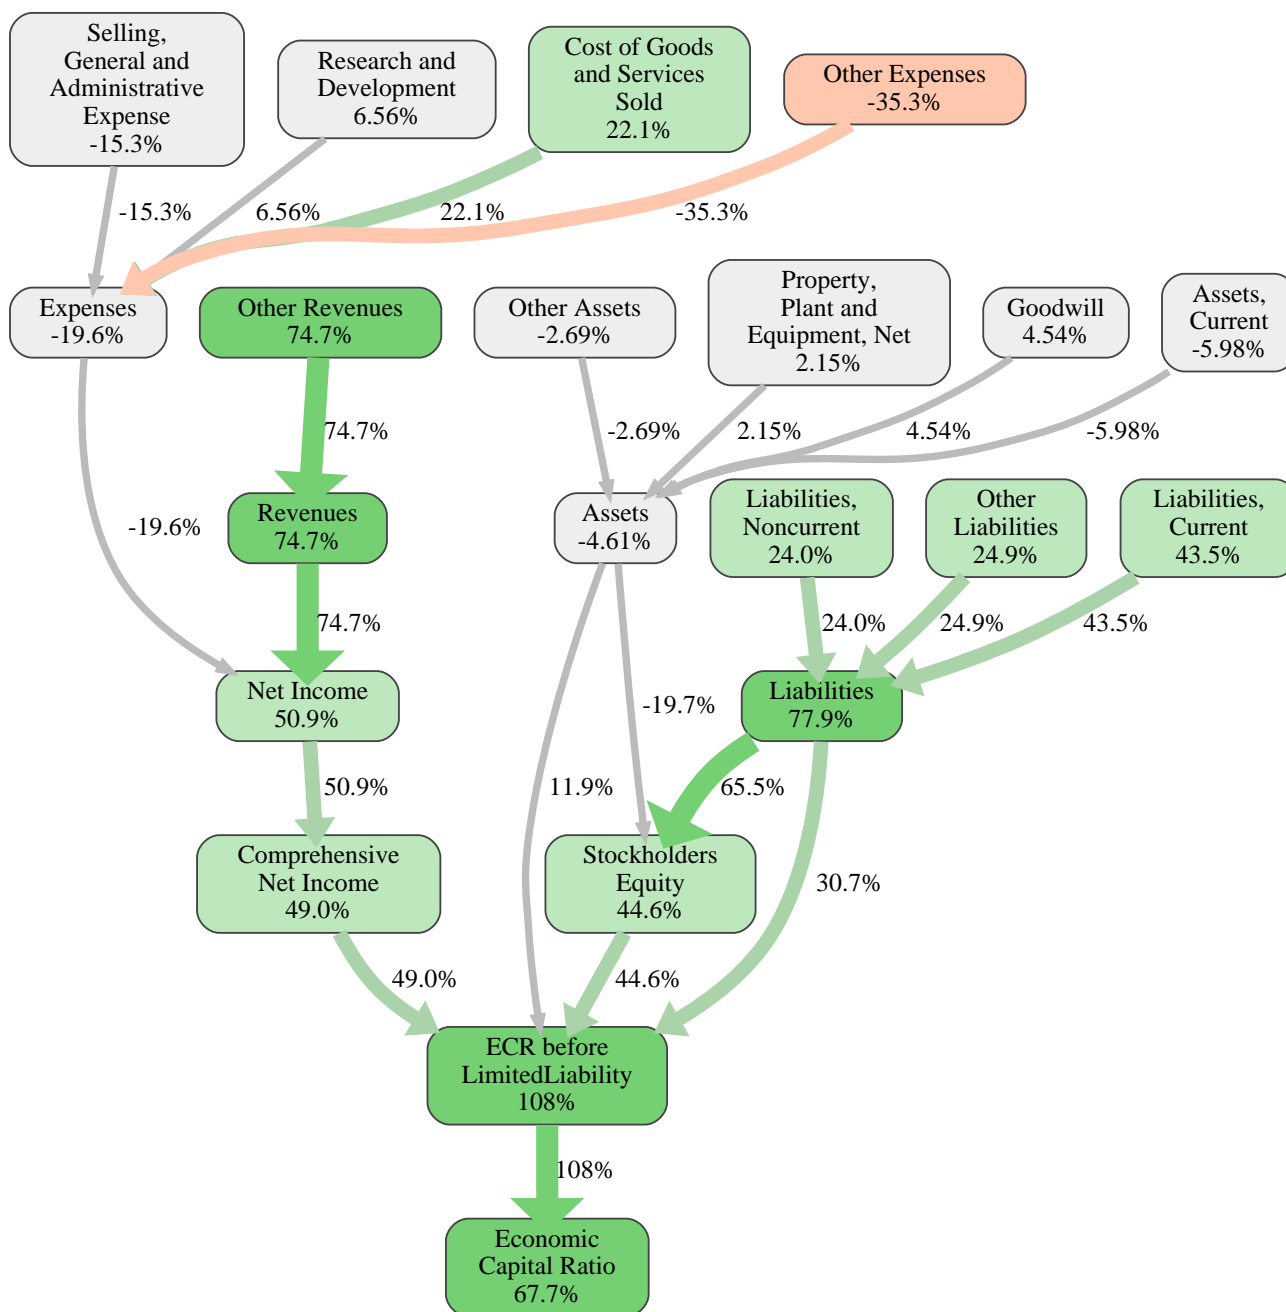 Selling,
General and
Administrative
Expense
-15.3%
Research and
Development
6.56%
Cost of Goods
and Services
Sold
22.1%
Other Expenses
-35.3%
-15.3%
6.56%
22.1%
-35.3%
Expenses
-19.6%
Other Revenues
74.7%
Other Assets
-2.69%
Property,
Plant and
Equipment, Net
2.15%
Goodwill
4.54%
Assets,
Current
-5.98%
74.7%
-2.69%
2.15%
4.54%
-5.98%
-19.6%
Revenues
74.7%
Assets
-4.61%
Liabilities,
Noncurrent
24.0%
Other
Liabilities
24.9%
Liabilities,
Current
43.5%
74.7%
24.0%
24.9%
43.5%
Net Income
50.9%
-19.7%
Liabilities
77.9%
50.9%
11.9%
65.5%
Comprehensive
Net Income
49.0%
Stockholders
Equity
44.6%
30.7%
49.0%
44.6%
ECR before
LimitedLiability
108%
108%
Economic
Capital Ratio
67.7%